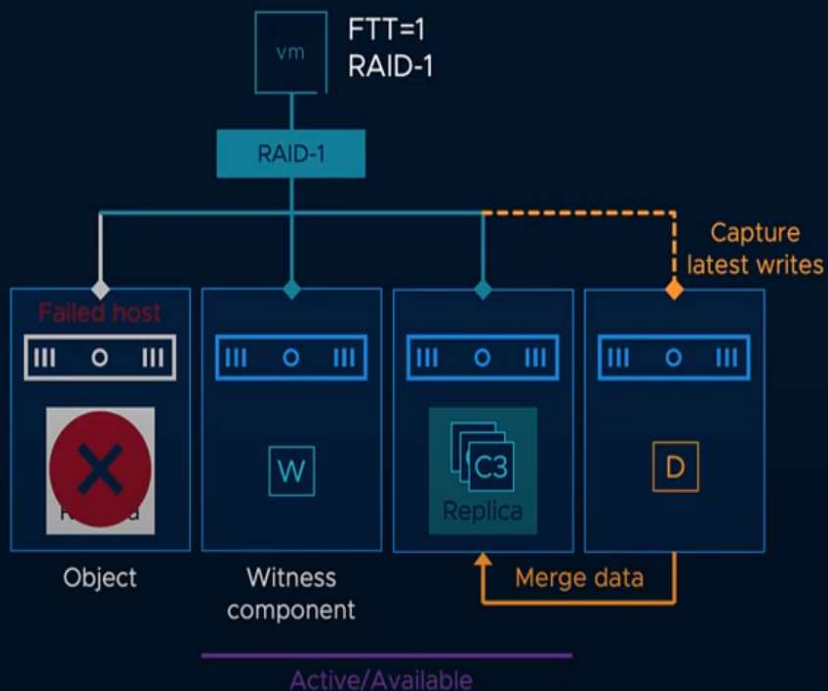 vm
FTT=1
RAID-1
RAID-1
Capture
latest writes
Failed host
W
C3
Replica
D
Object
Witness
component
Merge data
Active/Available